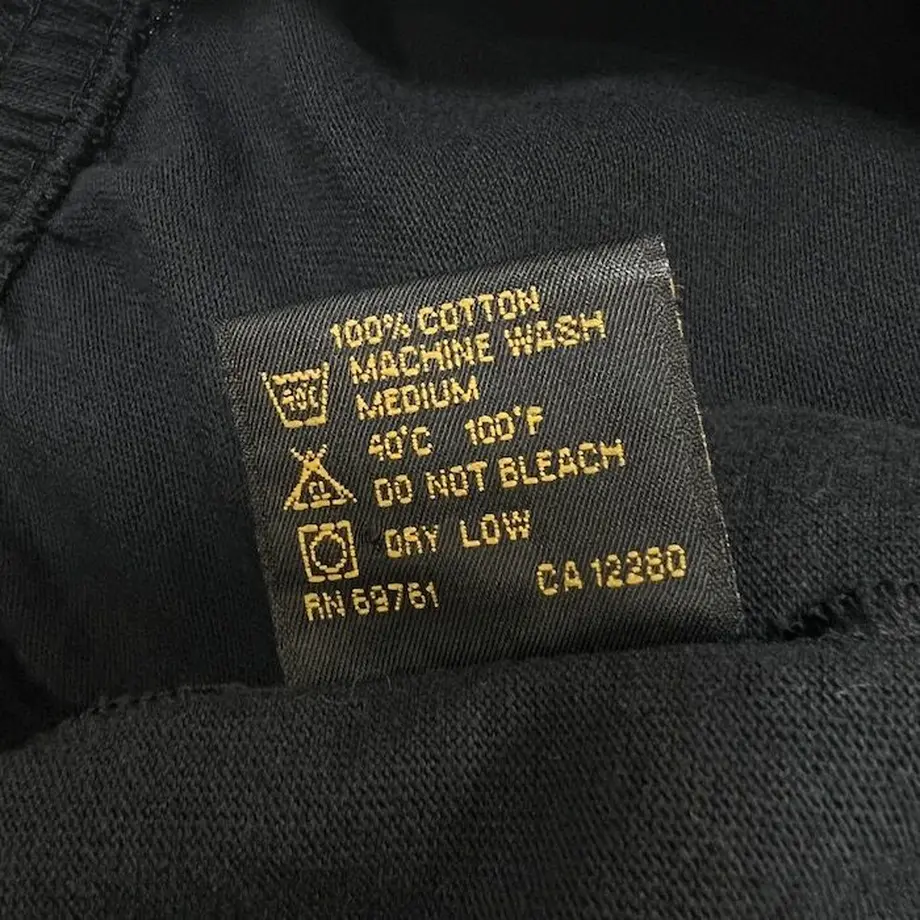 100% COTTON
MACHINE WASH
MEDIUM
40°C 100°F
DO NOT BLEACH
DRY LOW
RN 69761 CA 12280